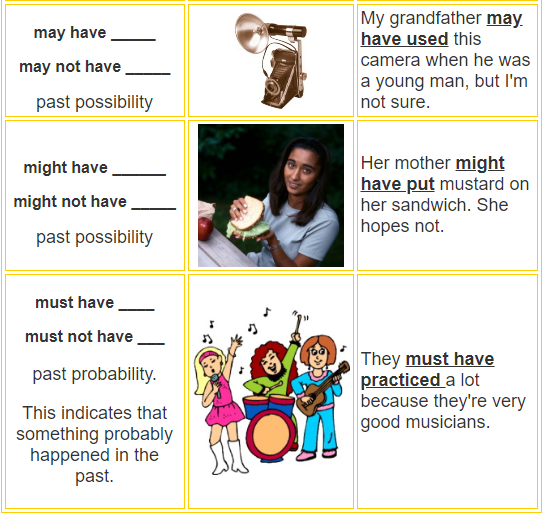 may have _____
may not have _____
past possibility
My grandfather may
have used this
camera when he was
a young man, but I'm
not sure.
might have ______
might not have _____
past possibility
Her mother might
have put mustard on
her sandwich. She
hopes not.
must have ____
must not have ___
past probability.
This indicates that
something probably
happened in the
past.
They must have
practiced a lot
because they're very
good musicians.